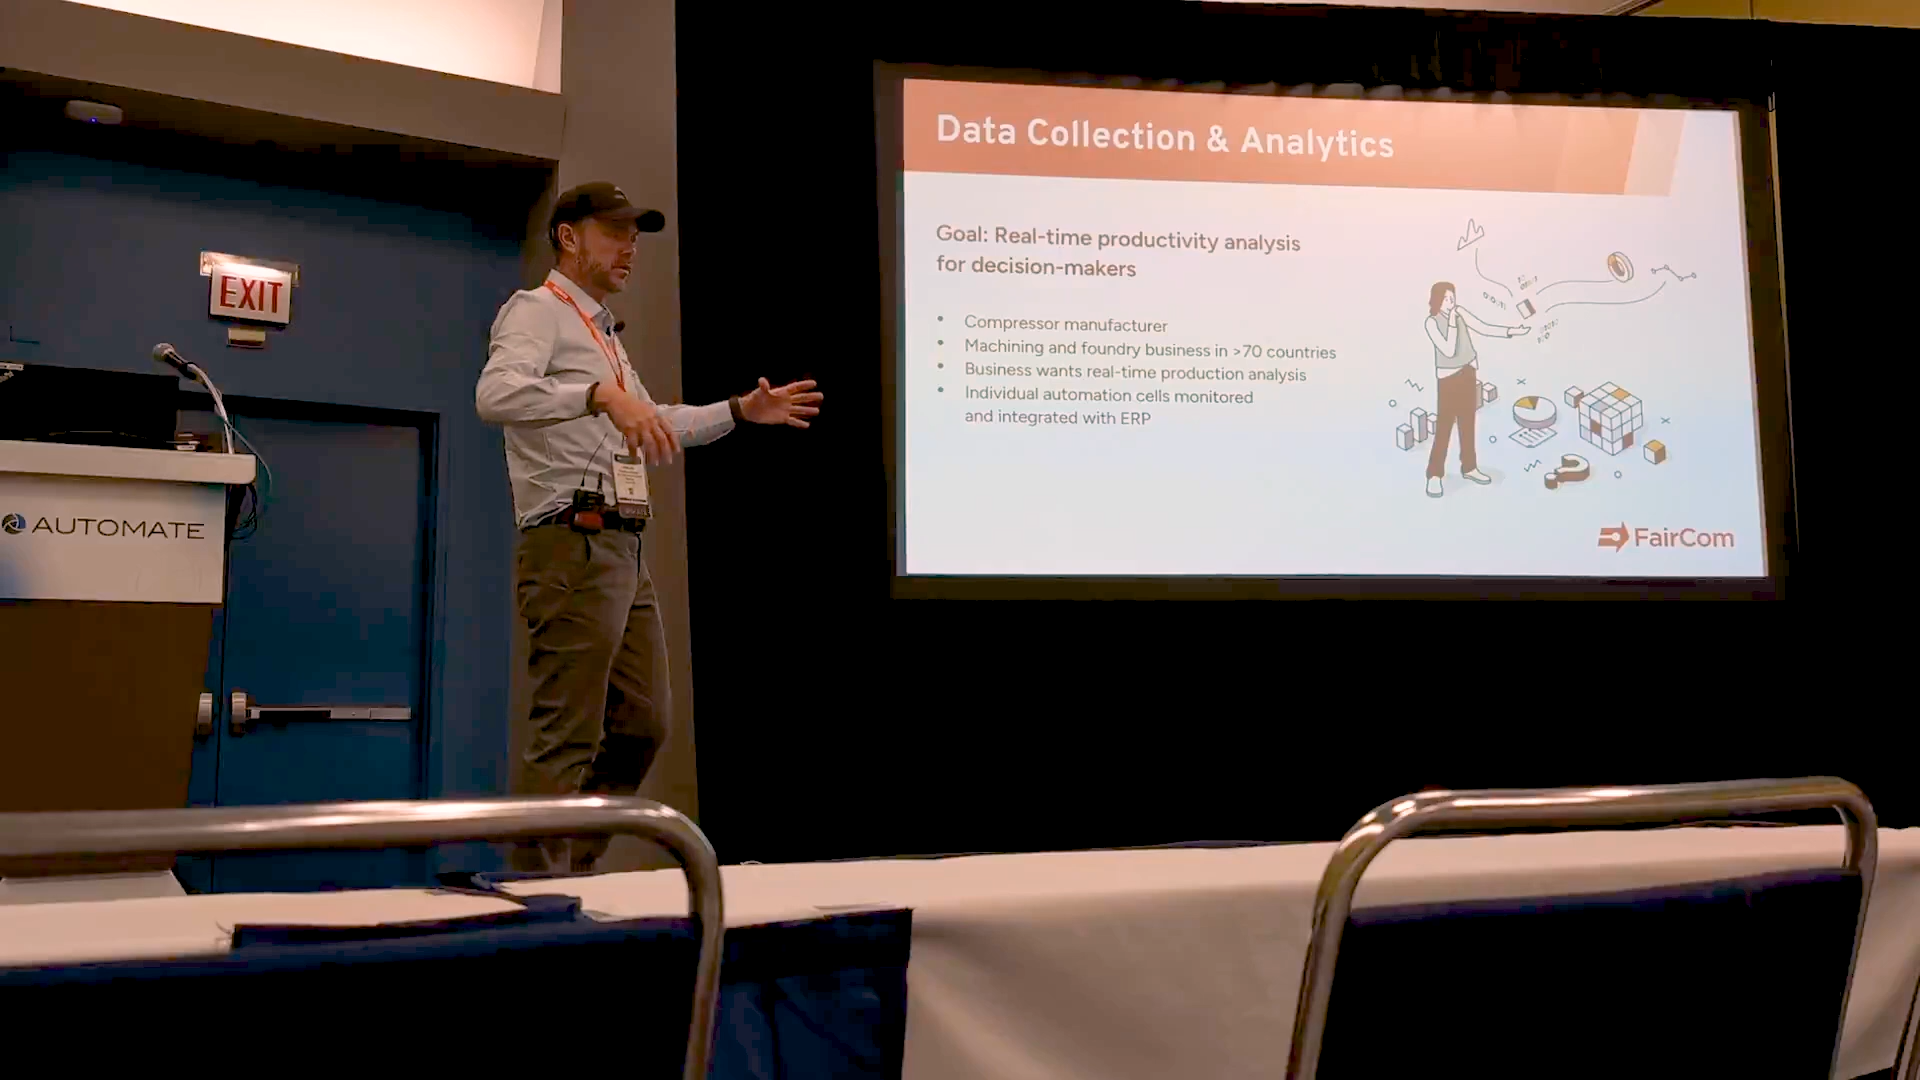 EXIT
AUTOMATE
Data Collection & Analytics
Goal: Real-time productivity analysis
for decision-makers
• Compressor manufacturer
• Machining and foundry business in >70 countries
• Business wants real-time production analysis
• Individual automation cells monitored
and integrated with ERP
FairCom